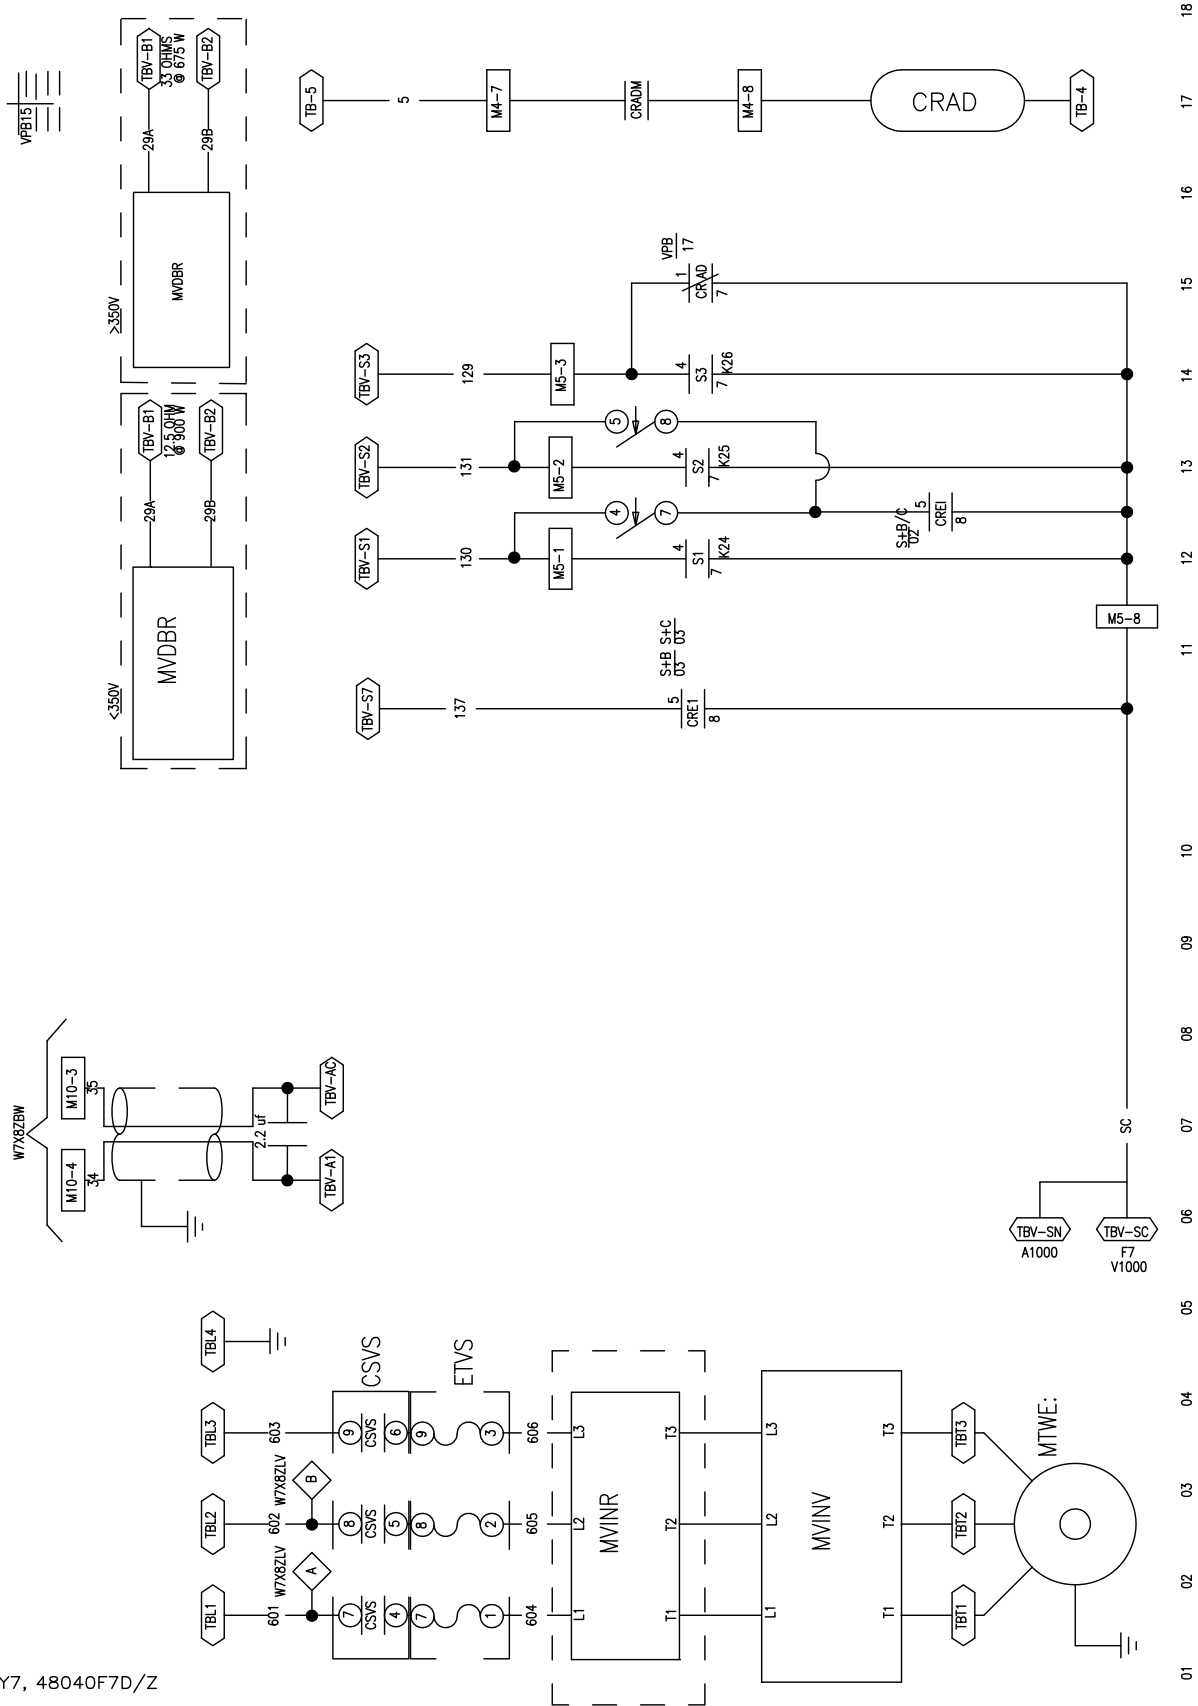 VPB15
>350V
TBV-B1
33 OHMS
@ 675 W
TBV-B2
29A
29B
MVDBR
<350V
TBV-B1
12.5 OHM
@ 900 W
TBV-B2
29A
29B
MVDBR
TB-5
5
M4-7
CRADM
M4-8
CRAD
TB-4
VPB
17
1
CRAD
7
TBV-S3
129
M5-3
4
S3
7
K26
TBV-S2
131
M5-2
5
8
4
S2
7
K25
TBV-S1
130
M5-1
4
7
4
S1
7
K24
S+B/C
02
5
CREI
8
M5-8
TBV-S7
137
S+B S+C
03 03
5
CRE1
8
W7X8ZBW
M10-3
35
M10-4
34
2.2 uf
TBV-AC
TBV-A1
SC
TBV-SN
A1000
TBV-SC
F7
V1000
TBL4
TBL3
603
TBL2
602
W7X8ZLV
B
TBL1
601
W7X8ZLV
A
CSVS
9
CSVS
6
8
CSVS
5
7
CSVS
4
ETVS
9
3
8
2
7
1
606
605
604
L3
L2
L1
MVINR
T3
T2
T1
L3
L2
L1
MVINV
T3
T2
T1
TBT3
TBT2
TBT1
MTWE:
Y7, 48040F7D/Z
01
02
03
04
05
06
07
08
09
10
11
12
13
14
15
16
17
18